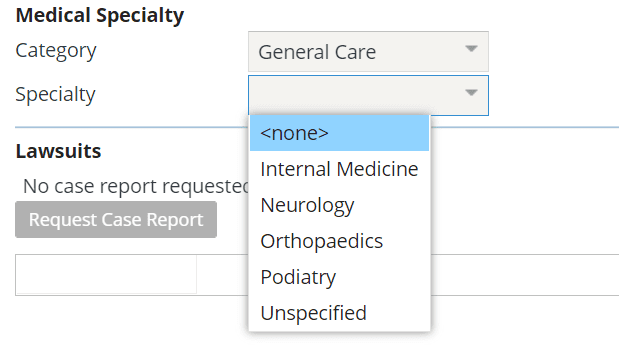 Medical Specialty
Category General Care
Specialty
<none>
Internal Medicine
Neurology
Orthopaedics
Podiatry
Unspecified
Lawsuits
No case report requested
Request Case Report